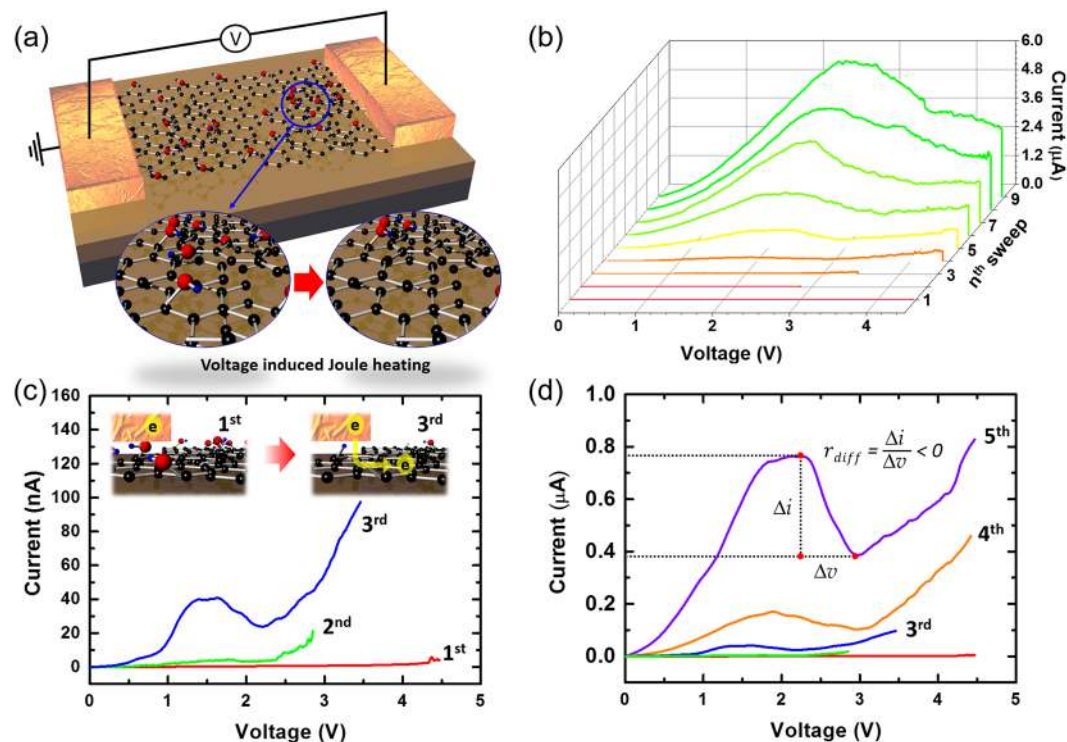 (a)
V
Voltage induced Joule heating
(b)
6.0
4.8
3.6
2.4
1.2
0.0
Current (μA)
9
7
5
3
1
nth sweep
0
1
2
3
4
Voltage (V)
(c)
160
140
120
100
80
60
40
20
0
Current (nA)
e
1st
3rd
e
e
3rd
2nd
1st
0
1
2
3
4
5
Voltage (V)
(d)
1.0
0.8
0.6
0.4
0.2
0.0
Current (μA)
r_diff = Δi/Δv < 0
Δi
Δv
5th
4th
3rd
0
1
2
3
4
5
Voltage (V)